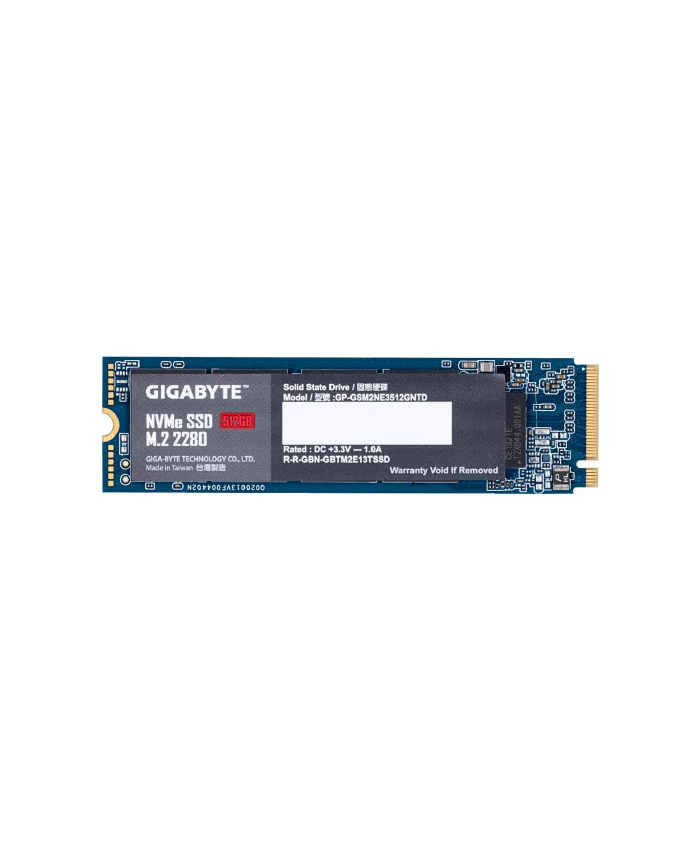 GIGABYTE™
NVMe SSD 512GB
M.2 2280
GIGA-BYTE TECHNOLOGY CO., LTD.
Made in Taiwan 台灣製造
Solid State Drive / 固態硬碟
Model / 型號 :GP-GSM2NE3512GNTD
Rated : DC +3.3V --- 1.0A
R-R-GBN-GBTM2E13TSSD
Warranty Void If Removed